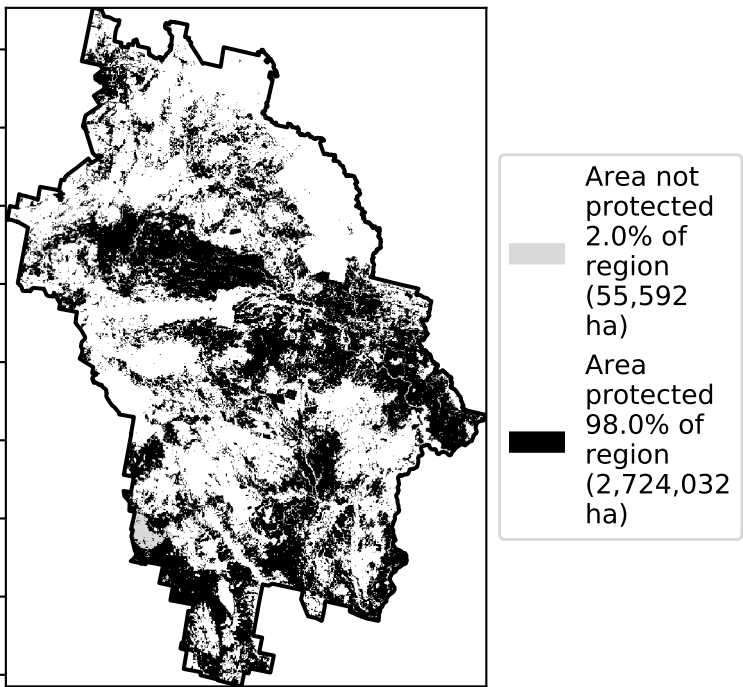 Area not
protected
2.0% of
region
(55,592
ha)
Area
protected
98.0% of
region
(2,724,032
ha)